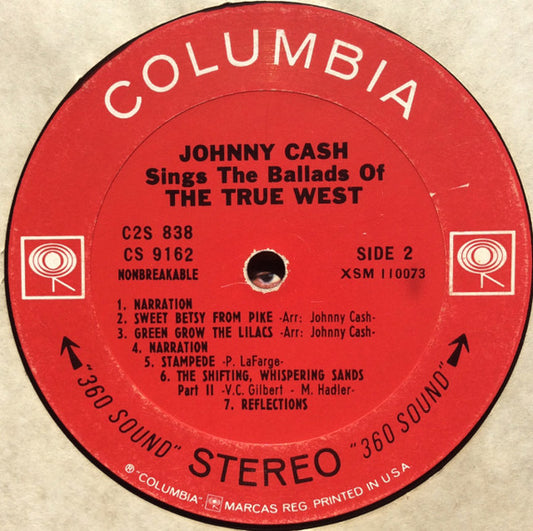 COLUMBIA
JOHNNY CASH
Sings The Ballads Of
THE TRUE WEST
C2S 838
CS 9162
SIDE 2
NONBREAKABLE
XSM 110073
1. NARRATION
2. SWEET BETSY FROM PIKE -Arr: Johnny Cash-
3. GREEN GROW THE LILACS -Arr: Johnny Cash-
4. NARRATION
5. STAMPEDE -P. LaFarge-
6. THE SHIFTING, WHISPERING SANDS
Part II -V.C. Gilbert - M. Hadler-
7. REFLECTIONS
"360 SOUND" STEREO "360 SOUND"
® "COLUMBIA" MARCAS REG. PRINTED IN U.S.A